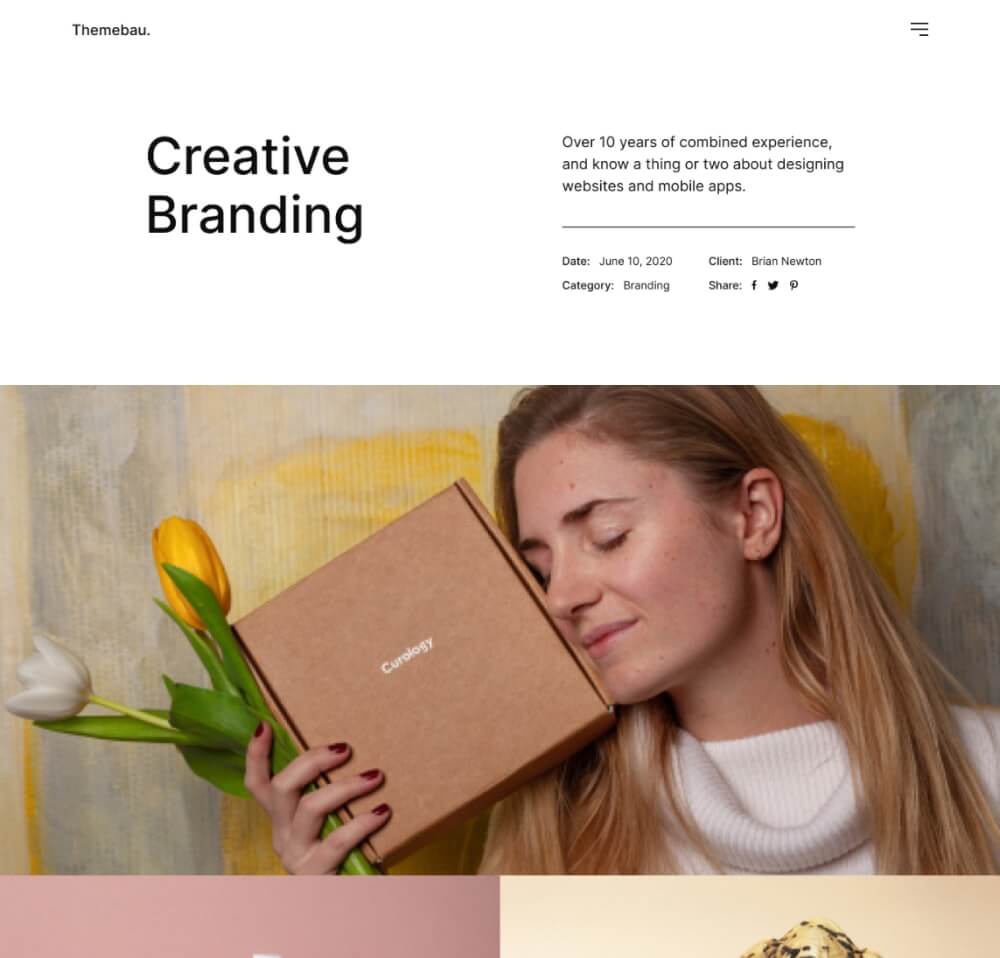 Themebau.
Creative
Branding
Over 10 years of combined experience,
and know a thing or two about designing
websites and mobile apps.
Date: June 10, 2020
Client: Brian Newton
Category: Branding
Share:
Curology